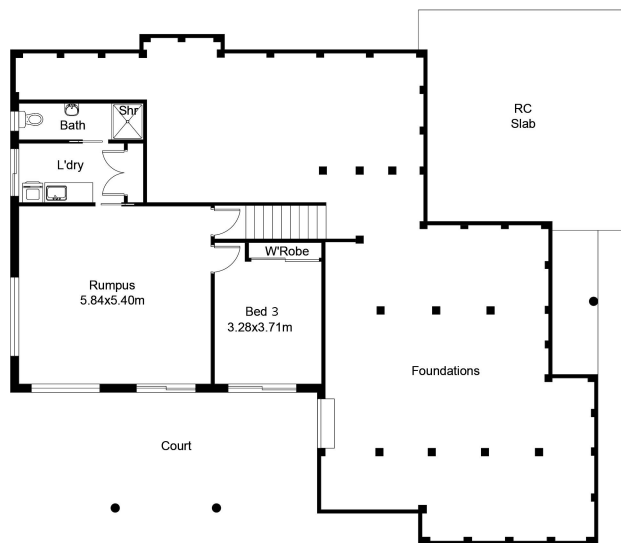 RC
Slab
Shr
Bath
L'dry
W'Robe
Rumpus
5.84x5.40m
Bed 3
3.28x3.71m
Foundations
Court